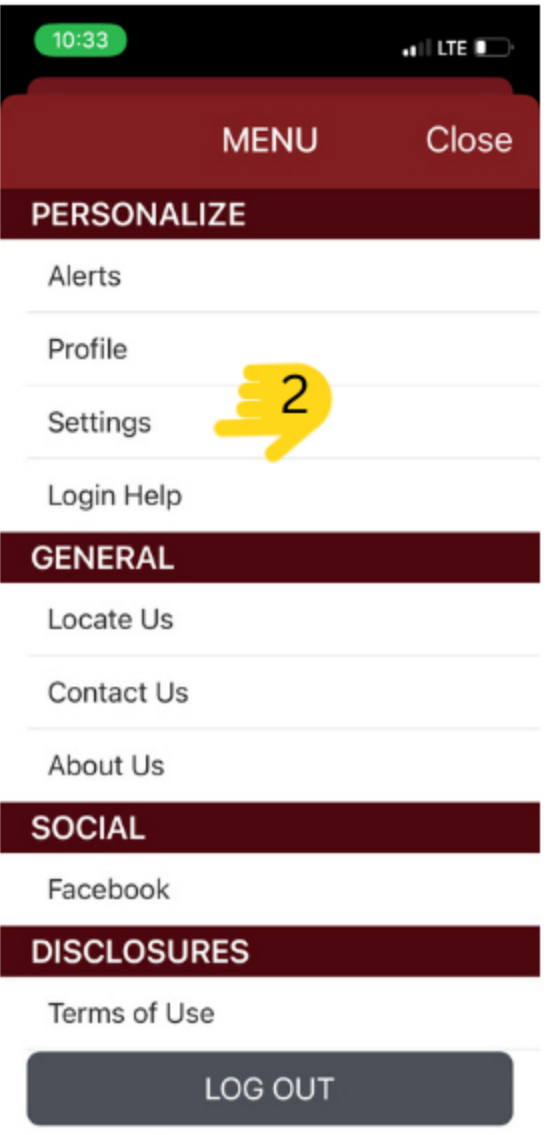 10:33 LTE
MENU Close
PERSONALIZE
Alerts
Profile
2
Settings
Login Help
GENERAL
Locate Us
Contact Us
About Us
SOCIAL
Facebook
DISCLOSURES
Terms of Use
LOG OUT